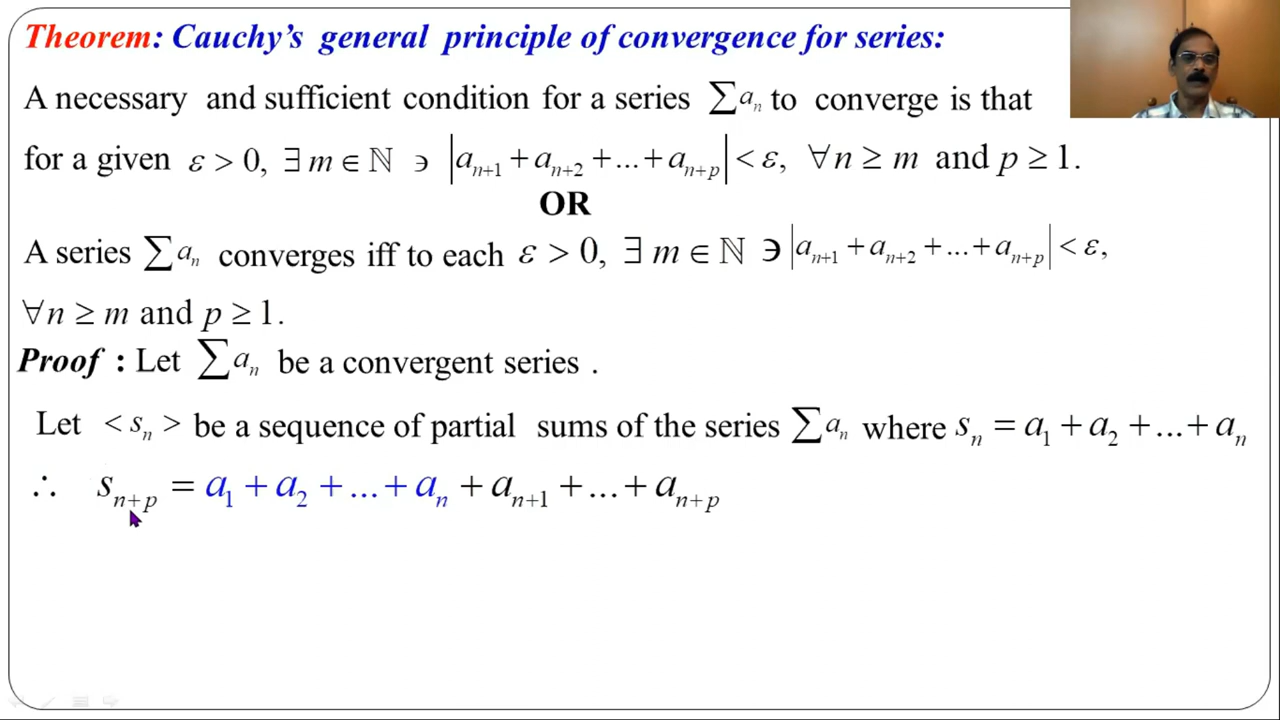 Theorem: Cauchy's general principle of convergence for series:
A necessary and sufficient condition for a series ∑aₙ to converge is that
for a given ε > 0, ∃ m ∈ ℕ ∍ |aₙ₊₁ + aₙ₊₂ + ... + aₙ₊ₚ| < ε, ∀n ≥ m and p ≥ 1.
OR
A series ∑aₙ converges iff to each ε > 0, ∃ m ∈ ℕ ∍ |aₙ₊₁ + aₙ₊₂ + ... + aₙ₊ₚ| < ε,
∀n ≥ m and p ≥ 1.
Proof : Let ∑aₙ be a convergent series .
Let < sₙ > be a sequence of partial sums of the series ∑aₙ where sₙ = a₁ + a₂ + ... + aₙ
∴ sₙ₊ₚ = a₁ + a₂ + ... + aₙ + aₙ₊₁ + ... + aₙ₊ₚ